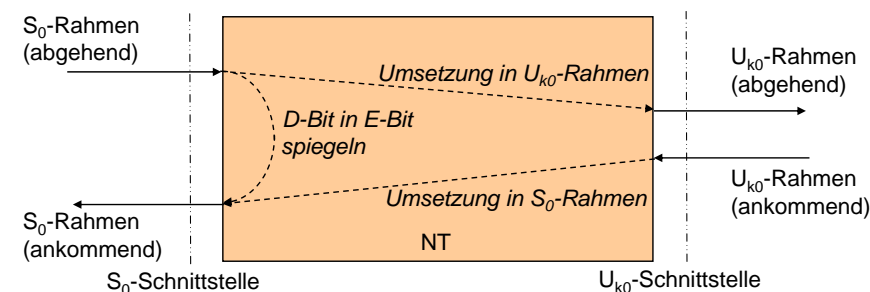 S0-Rahmen
(abgehend)
Umsetzung in Uk0-Rahmen
Uk0-Rahmen
(abgehend)
D-Bit in E-Bit
spiegeln
Uk0-Rahmen
(ankommend)
Umsetzung in S0-Rahmen
S0-Rahmen
(ankommend)
NT
S0-Schnittstelle
Uk0-Schnittstelle